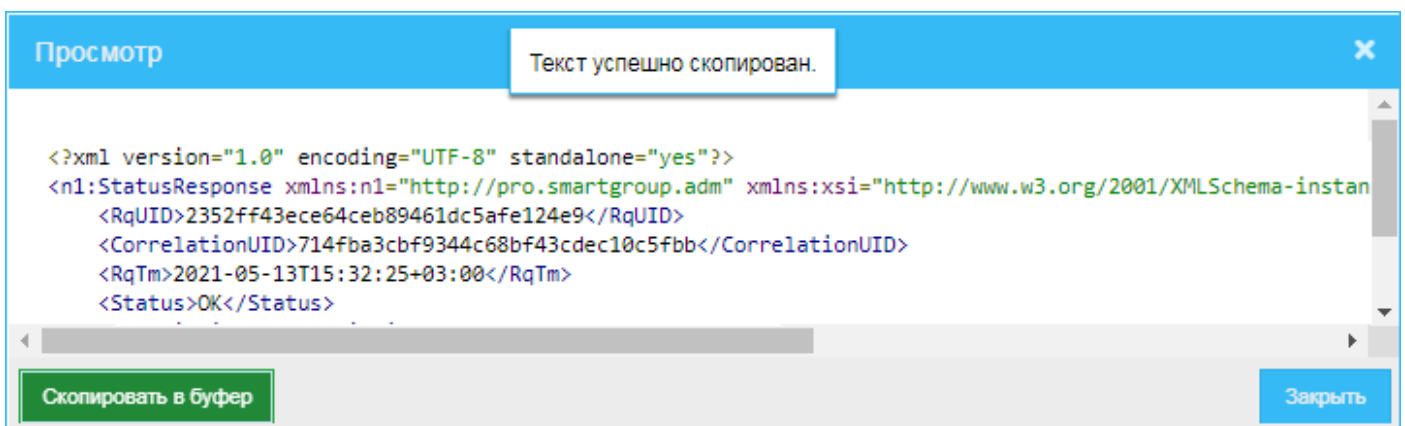 Просмотр
Текст успешно скопирован.
<?xml version="1.0" encoding="UTF-8" standalone="yes"?>
<n1:StatusResponse xmlns:n1="http://pro.smartgroup.adm" xmlns:xsi="http://www.w3.org/2001/XMLSchema-instan
<RqUID>2352ff43ece64ceb89461dc5afe124e9</RqUID>
<CorrelationUID>714fba3cbf9344c68bf43cdec10c5fbb</CorrelationUID>
<RqTm>2021-05-13T15:32:25+03:00</RqTm>
<Status>OK</Status>
Скопировать в буфер
Закрыть